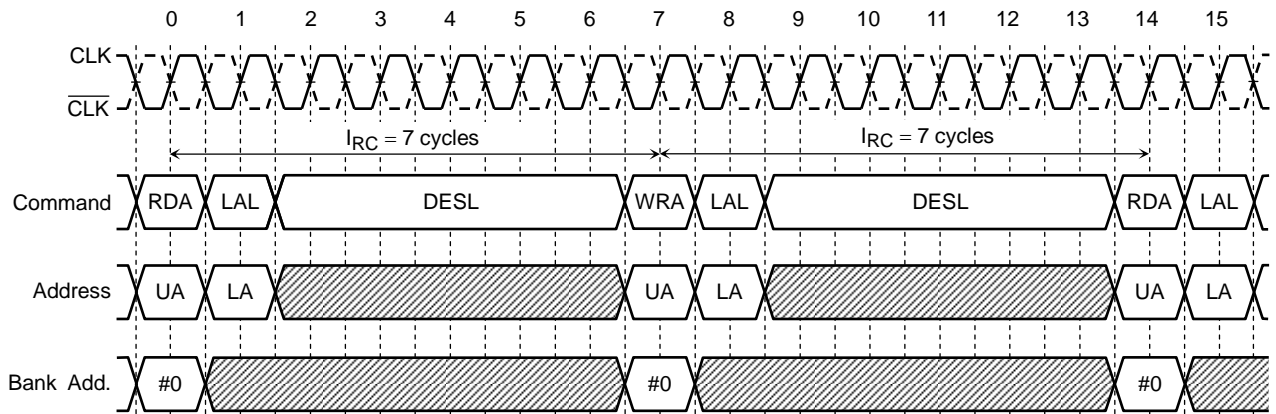 0 1 2 3 4 5 6 7 8 9 10 11 12 13 14 15
CLK
CLK
IRC = 7 cycles IRC = 7 cycles
Command RDA LAL DESL WRA LAL DESL RDA LAL
Address UA LA UA LA UA LA
Bank Add. #0 #0 #0